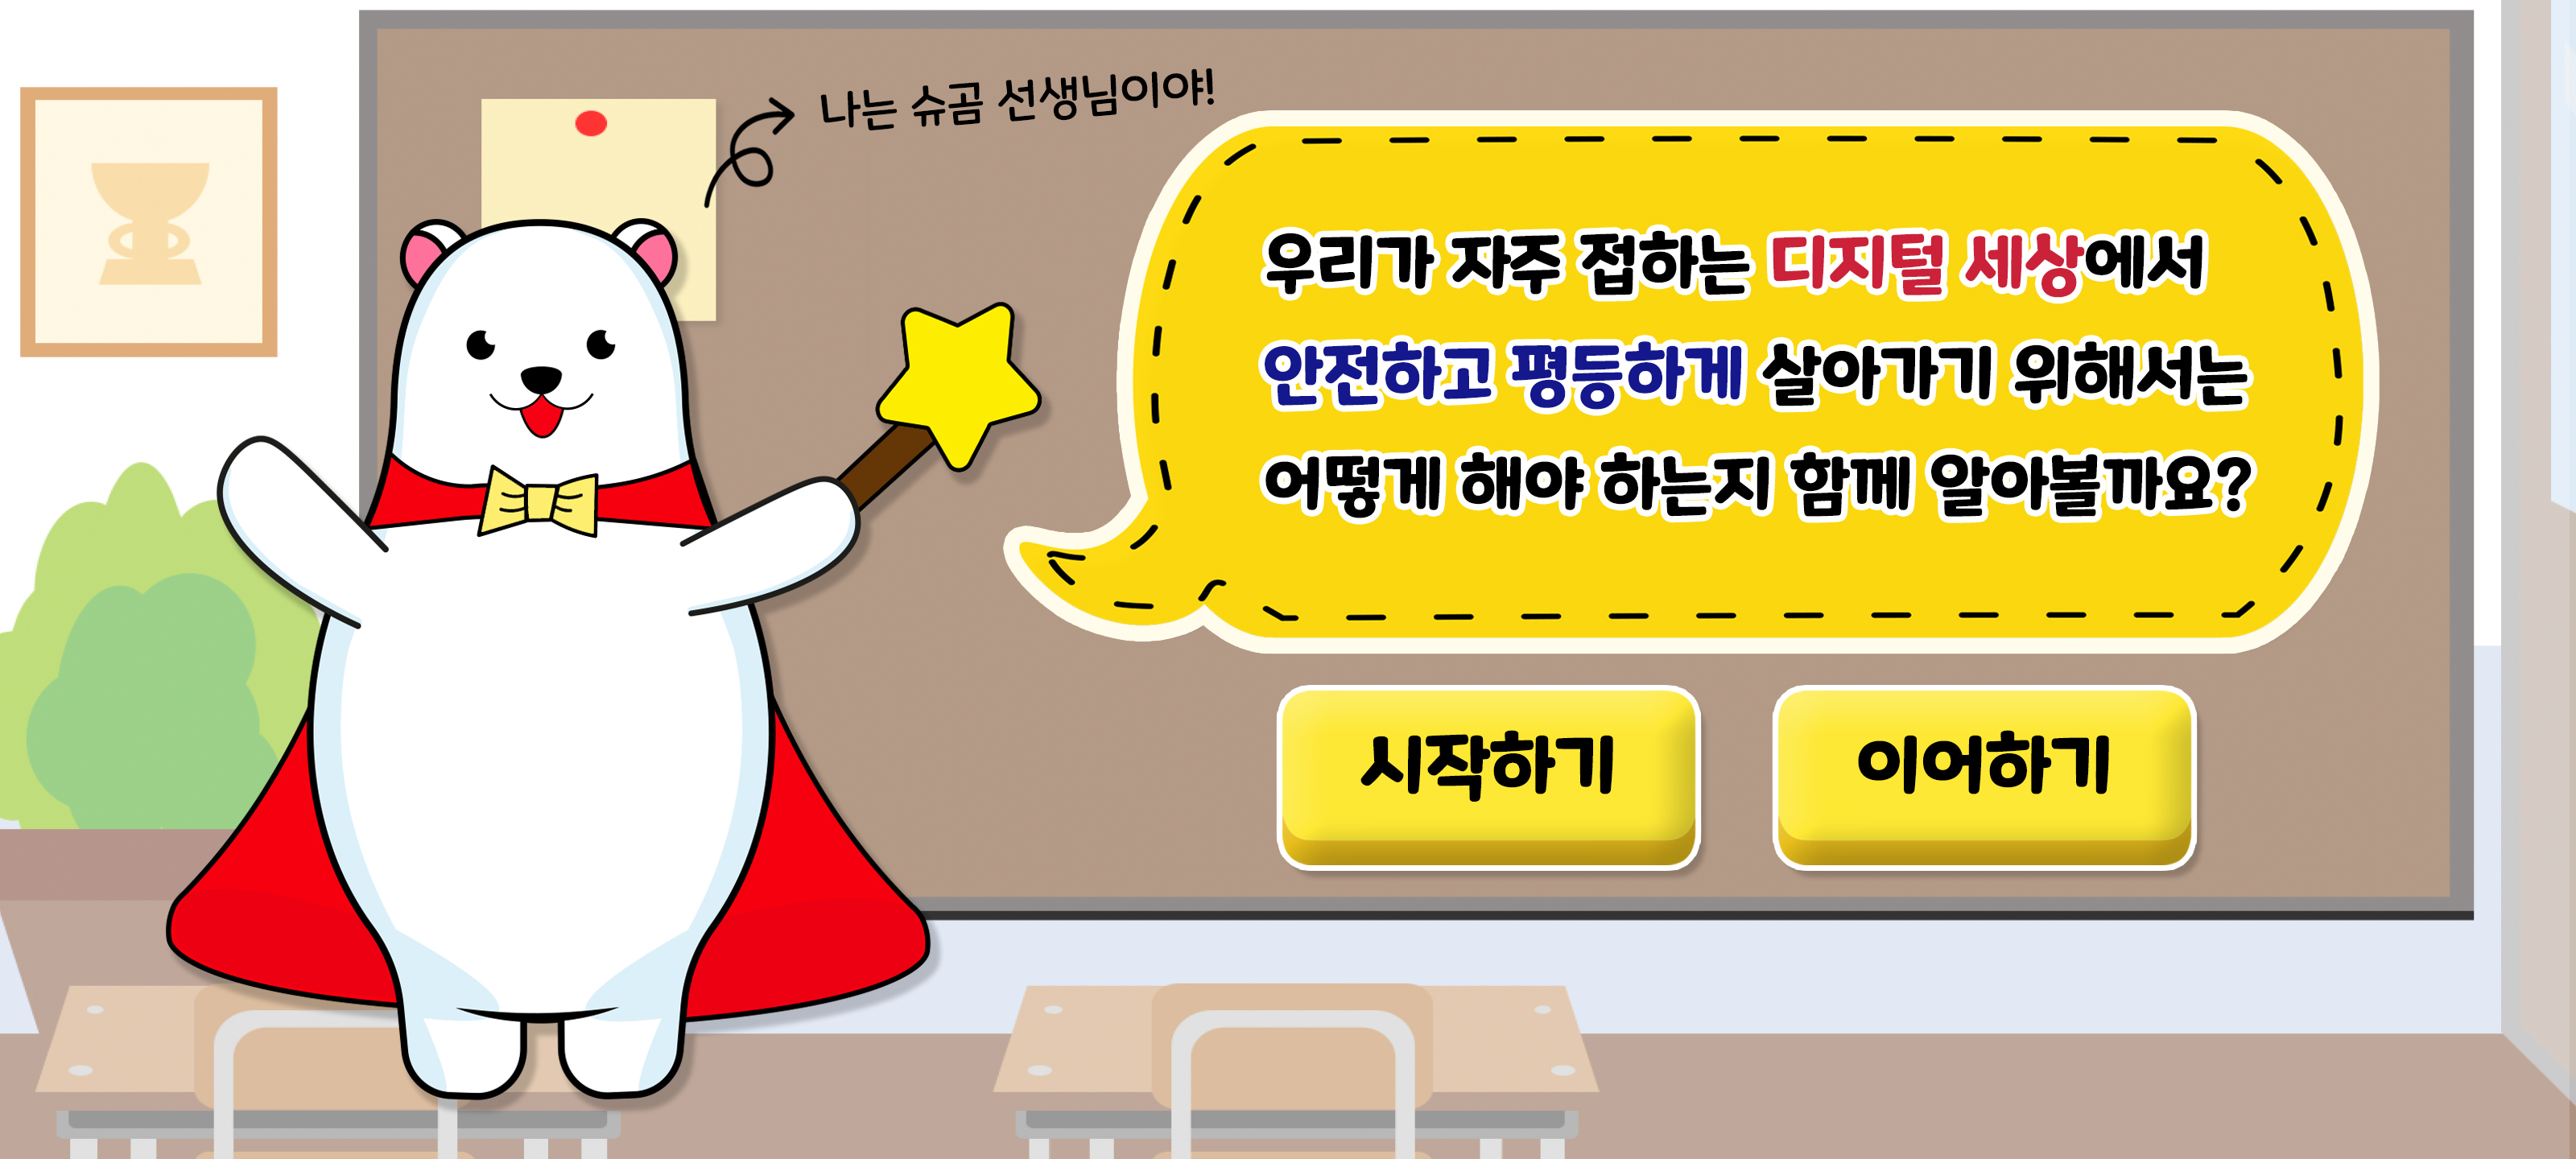 나는 슈곰 선생님이야!
우리가 자주 접하는 디지털 세상에서
안전하고 평등하게 살아가기 위해서는
어떻게 해야 하는지 함께 알아볼까요?
시작하기
이어하기